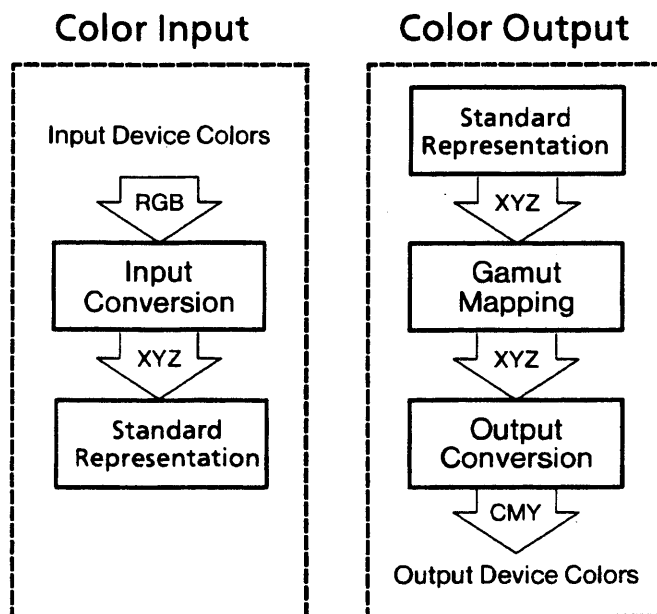 Color Input
Input Device Colors
RGB
Input
Conversion
XYZ
Standard
Representation
Color Output
Standard
Representation
XYZ
Gamut
Mapping
XYZ
Output
Conversion
CMY
Output Device Colors